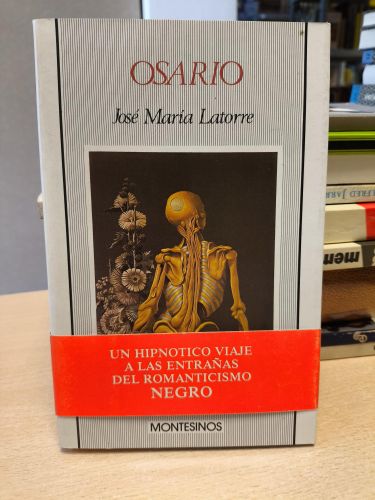 OSARIO
José María Latorre
UN HIPNOTICO VIAJE
A LAS ENTRAÑAS
DEL ROMANTICISMO
NEGRO
MONTESINOS